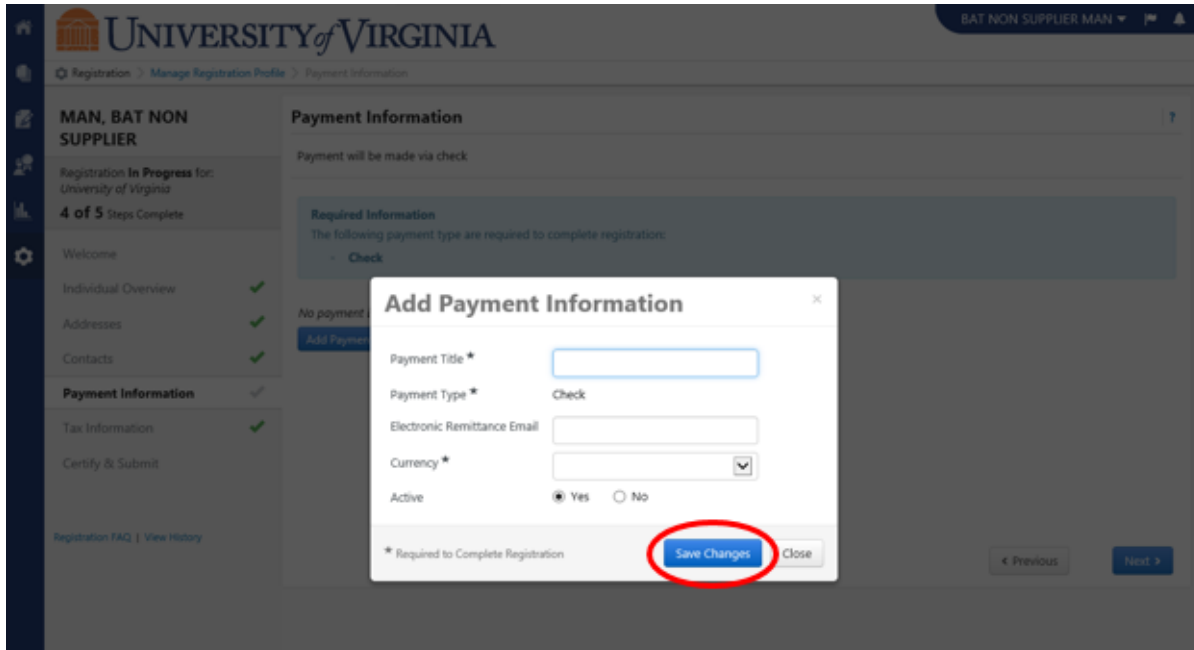 UNIVERSITY of VIRGINIA
BAT NON SUPPLIER MAN
Registration > Manage Registration Profile > Payment Information
MAN, BAT NON
SUPPLIER
Registration In Progress for:
University of Virginia
4 of 5 Steps Complete
Welcome
Individual Overview
Addresses
Contacts
Payment Information
Tax Information
Certify & Submit
Registration FAQ | View History
Payment Information
?
Payment will be made via check
Required Information
The following payment type are required to complete registration:
- Check
No payment
Add Paymen
Add Payment Information
×
Payment Title *
Payment Type * Check
Electronic Remittance Email
Currency *
Active Yes No
* Required to Complete Registration
Save Changes
Close
< Previous
Next >